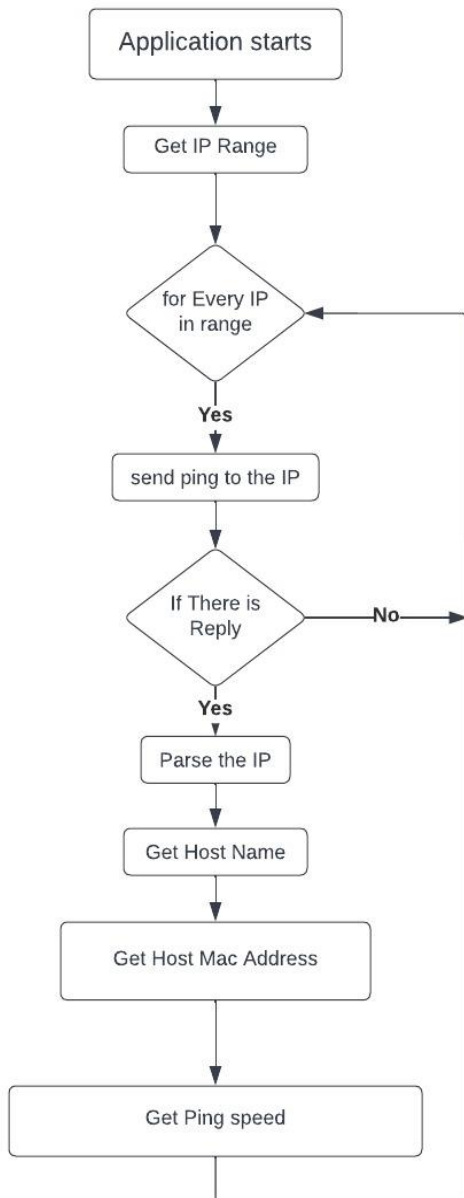 Application starts
Get IP Range
for Every IP
in range
Yes
send ping to the IP
If There is
Reply
No
Yes
Parse the IP
Get Host Name
Get Host Mac Address
Get Ping speed